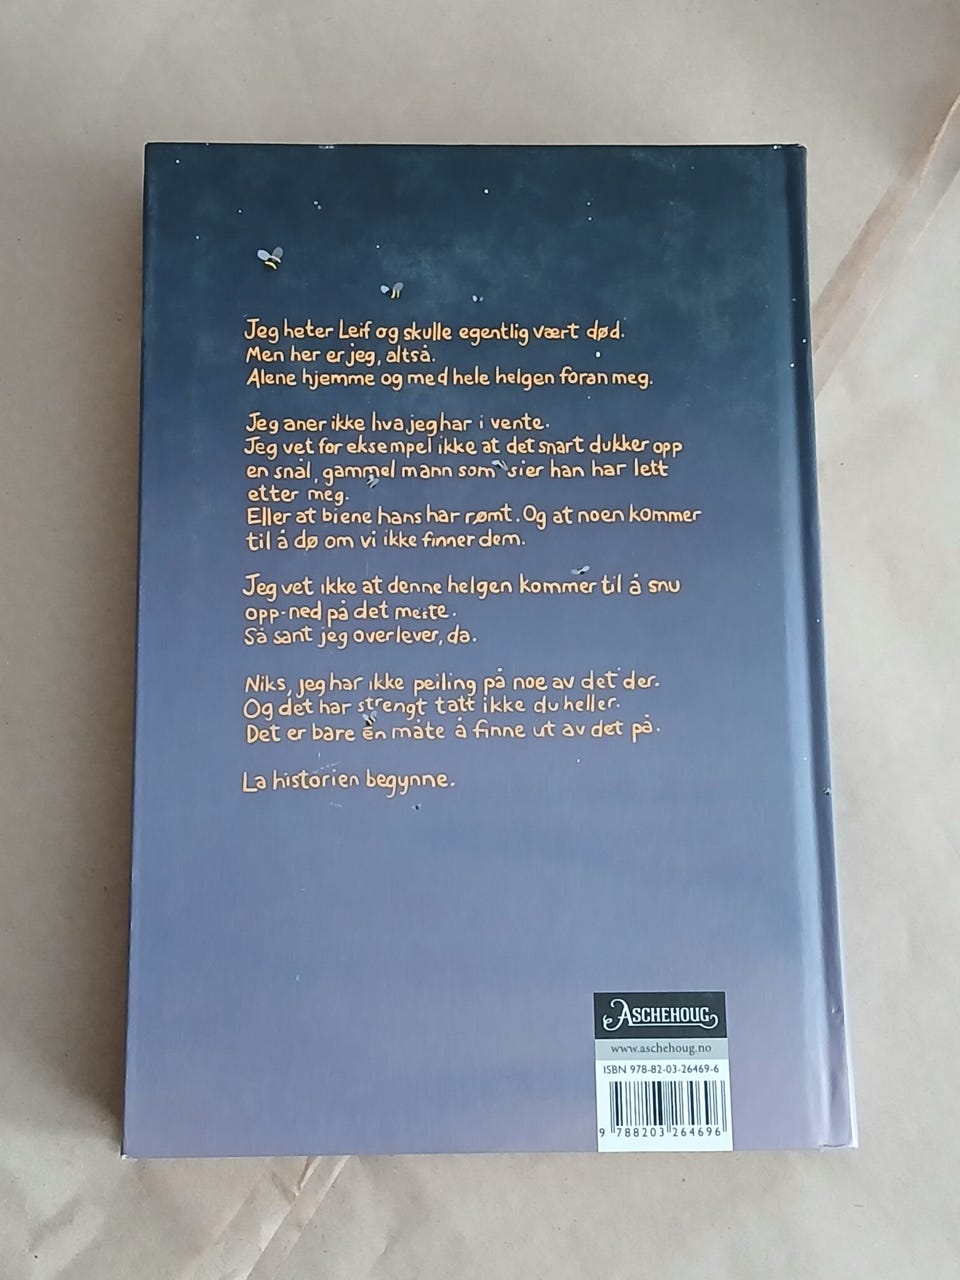 Jeg heter Leif og skulle egentlig vært død.
Men her er jeg, altså.
Alene hjemme og med hele helgen foran meg.
Jeg aner ikke hva jeg har i vente.
Jeg vet for eksempel ikke at det snart dukker opp
en snål, gammel mann som sier han har lett
etter meg.
Eller at biene hans har rømt. Og at noen kommer
til å dø om vi ikke finner dem.
Jeg vet ikke at denne helgen kommer til å snu
opp-ned på det meste.
Så sant jeg overlever, da.
Niks, jeg har ikke peiling på noe av det der.
Og det har strengt tatt ikke du heller.
Det er bare én måte å finne ut av det på.
La historien begynne.
ASCHEHOUG
www.aschehoug.no
ISBN 978-82-03-26469-6
9 788203 264696